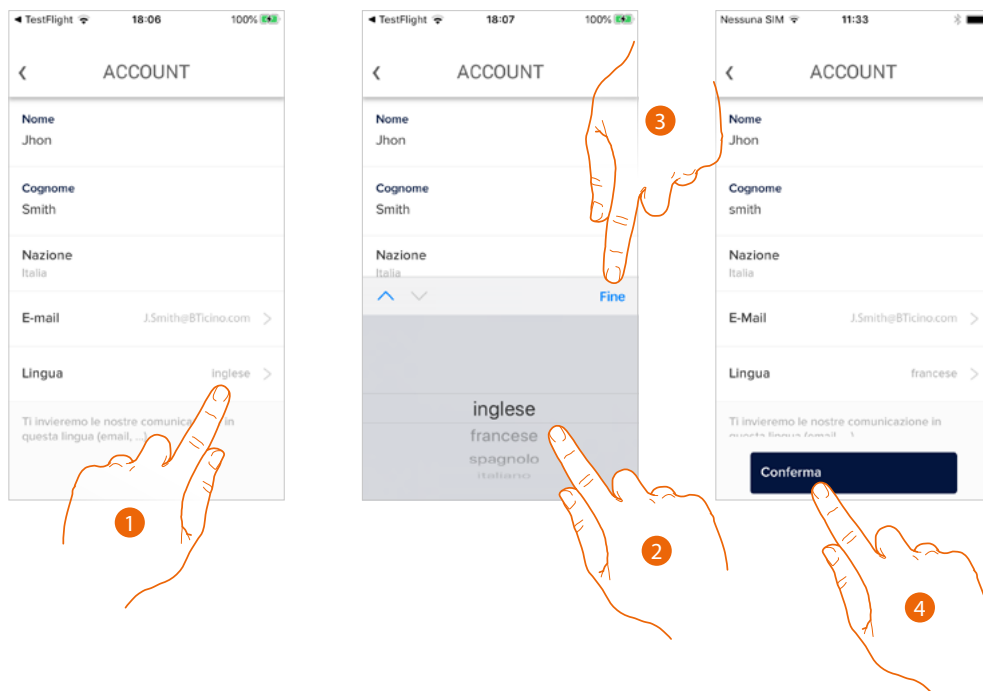 TestFlight 18:06 100%
ACCOUNT
Nome
Jhon
Cognome
Smith
Nazione
Italia
E-mail J.Smith@BTicino.com
Lingua inglese
Ti invieremo le nostre in
questa lingua (email, ...)
1
TestFlight 18:07 100%
ACCOUNT
Nome
Jhon
Cognome
Smith
Nazione
Italia
Fine
inglese
francese
spagnolo
italiano
3
2
Nessuna SIM 11:33
ACCOUNT
Nome
Jhon
Cognome
smith
Nazione
Italia
E-Mail J.Smith@BTicino.com
Lingua francese
Ti invieremo le nostre comunicazione in
questa lingua (email
Conferma
4